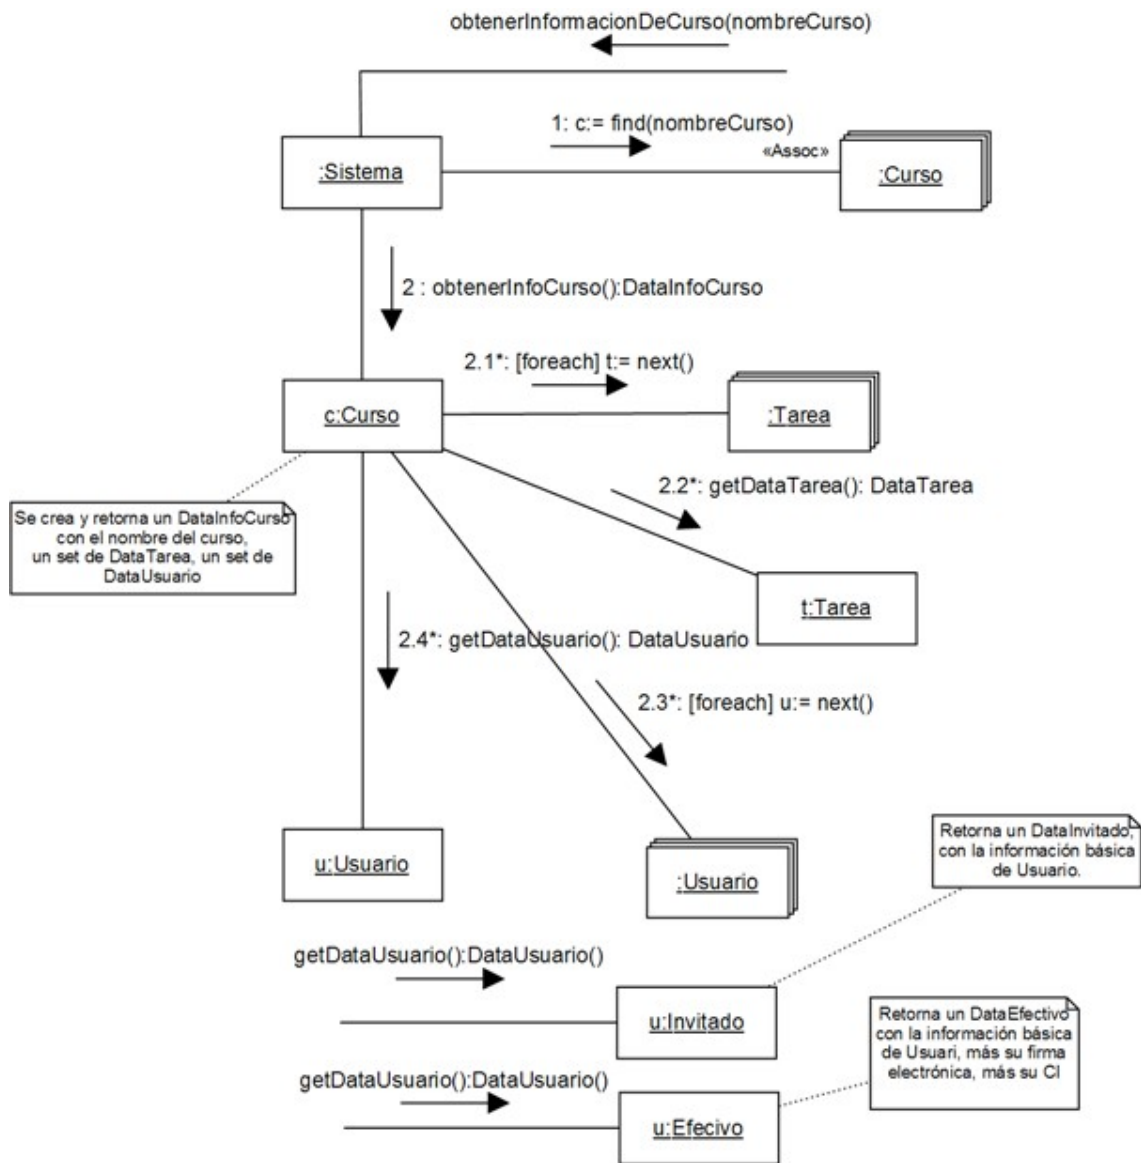 obtenerInformacionDeCurso(nombreCurso)
1: c:= find(nombreCurso)
«Assoc»
:Sistema
:Curso
2 : obtenerInfoCurso():DataInfoCurso
2.1*: [foreach] t:= next()
c:Curso
:Tarea
2.2*: getDataTarea(): DataTarea
Se crea y retorna un DataInfoCurso
con el nombre del curso,
un set de DataTarea, un set de
DataUsuario
t:Tarea
2.4*: getDataUsuario(): DataUsuario
2.3*: [foreach] u:= next()
u:Usuario
:Usuario
Retorna un DataInvitado,
con la información básica
de Usuario.
getDataUsuario():DataUsuario()
u:Invitado
Retorna un DataEfectivo
con la información básica
de Usuari, más su firma
electrónica, más su CI
getDataUsuario():DataUsuario()
u:Efecivo